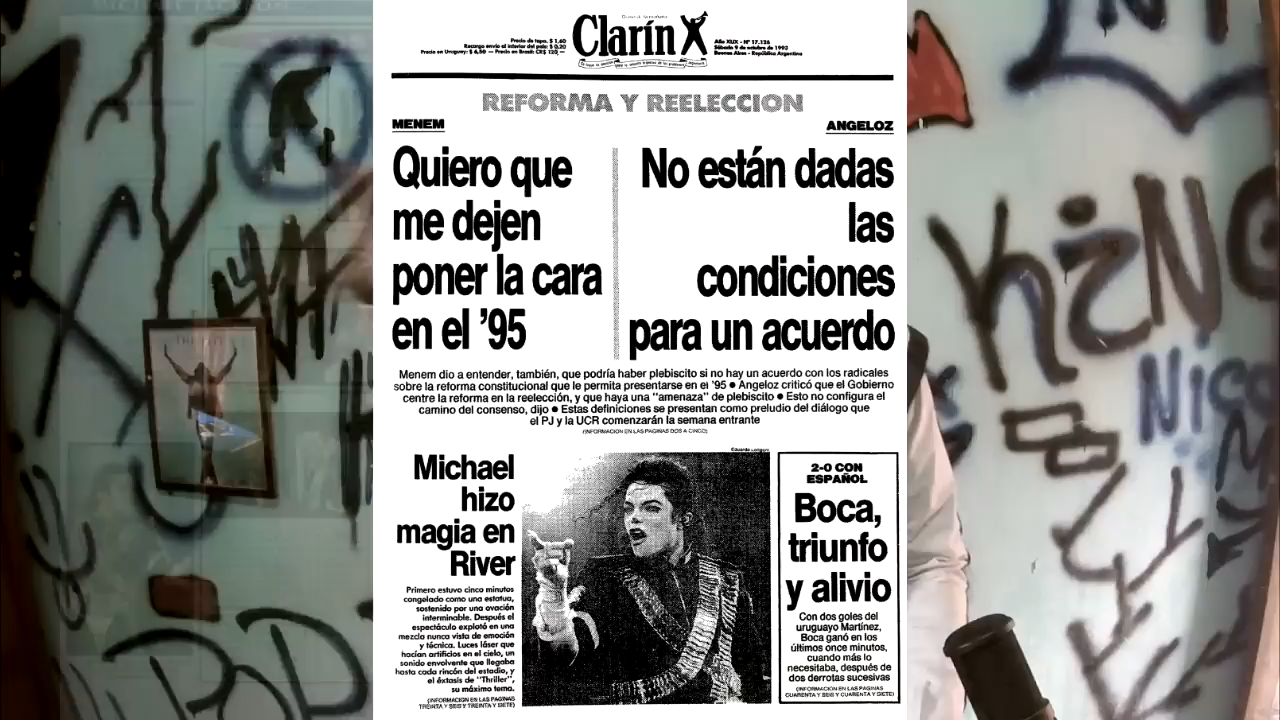 Precio de tapa: $ 1,60
Recargo envío al interior del país: $ 0,20
Precio en Uruguay: $ 6,50 — Precio en Brasil: CR$ 120,—
Clarín
Año XLIX - Nº 17.126
Sábado 9 de octubre de 1993
Buenos Aires - República Argentina
REFORMA Y REELECCION
MENEM
Quiero que
me dejen
poner la cara
en el ’95
ANGELOZ
No están dadas
las
condiciones
para un acuerdo
Menem dio a entender, también, que podría haber plebiscito si no hay un acuerdo con los radicales
sobre la reforma constitucional que le permita presentarse en el ’95 ● Angeloz criticó que el Gobierno
centre la reforma en la reelección, y que haya una “amenaza” de plebiscito ● Esto no configura el
camino del consenso, dijo ● Estas definiciones se presentan como preludio del diálogo que
el PJ y la UCR comenzarán la semana entrante
(INFORMACION EN LAS PAGINAS DOS A CINCO)
Michael
hizo
magia en
River
Primero estuvo cinco minutos
congelado como una estatua,
sostenido por una ovación
interminable. Después el
espectáculo explotó en una
mezcla nunca vista de emoción
y técnica. Luces láser que
hacían artificios en el cielo, un
sonido envolvente que llegaba
hasta cada rincón del estadio, y
el éxtasis de “Thriller”,
su máximo tema.
(INFORMACION EN LAS PAGINAS
TREINTA Y SEIS Y TREINTA Y SIETE)
2-0 CON
ESPAÑOL
Boca,
triunfo
y alivio
Con dos goles del
uruguayo Martínez,
Boca ganó en los
últimos once minutos,
cuando más lo
necesitaba, después de
dos derrotas sucesivas
(INFORMACION EN LAS PAGINAS
CUARENTA Y SEIS Y CUARENTA Y SIETE)
KiNG